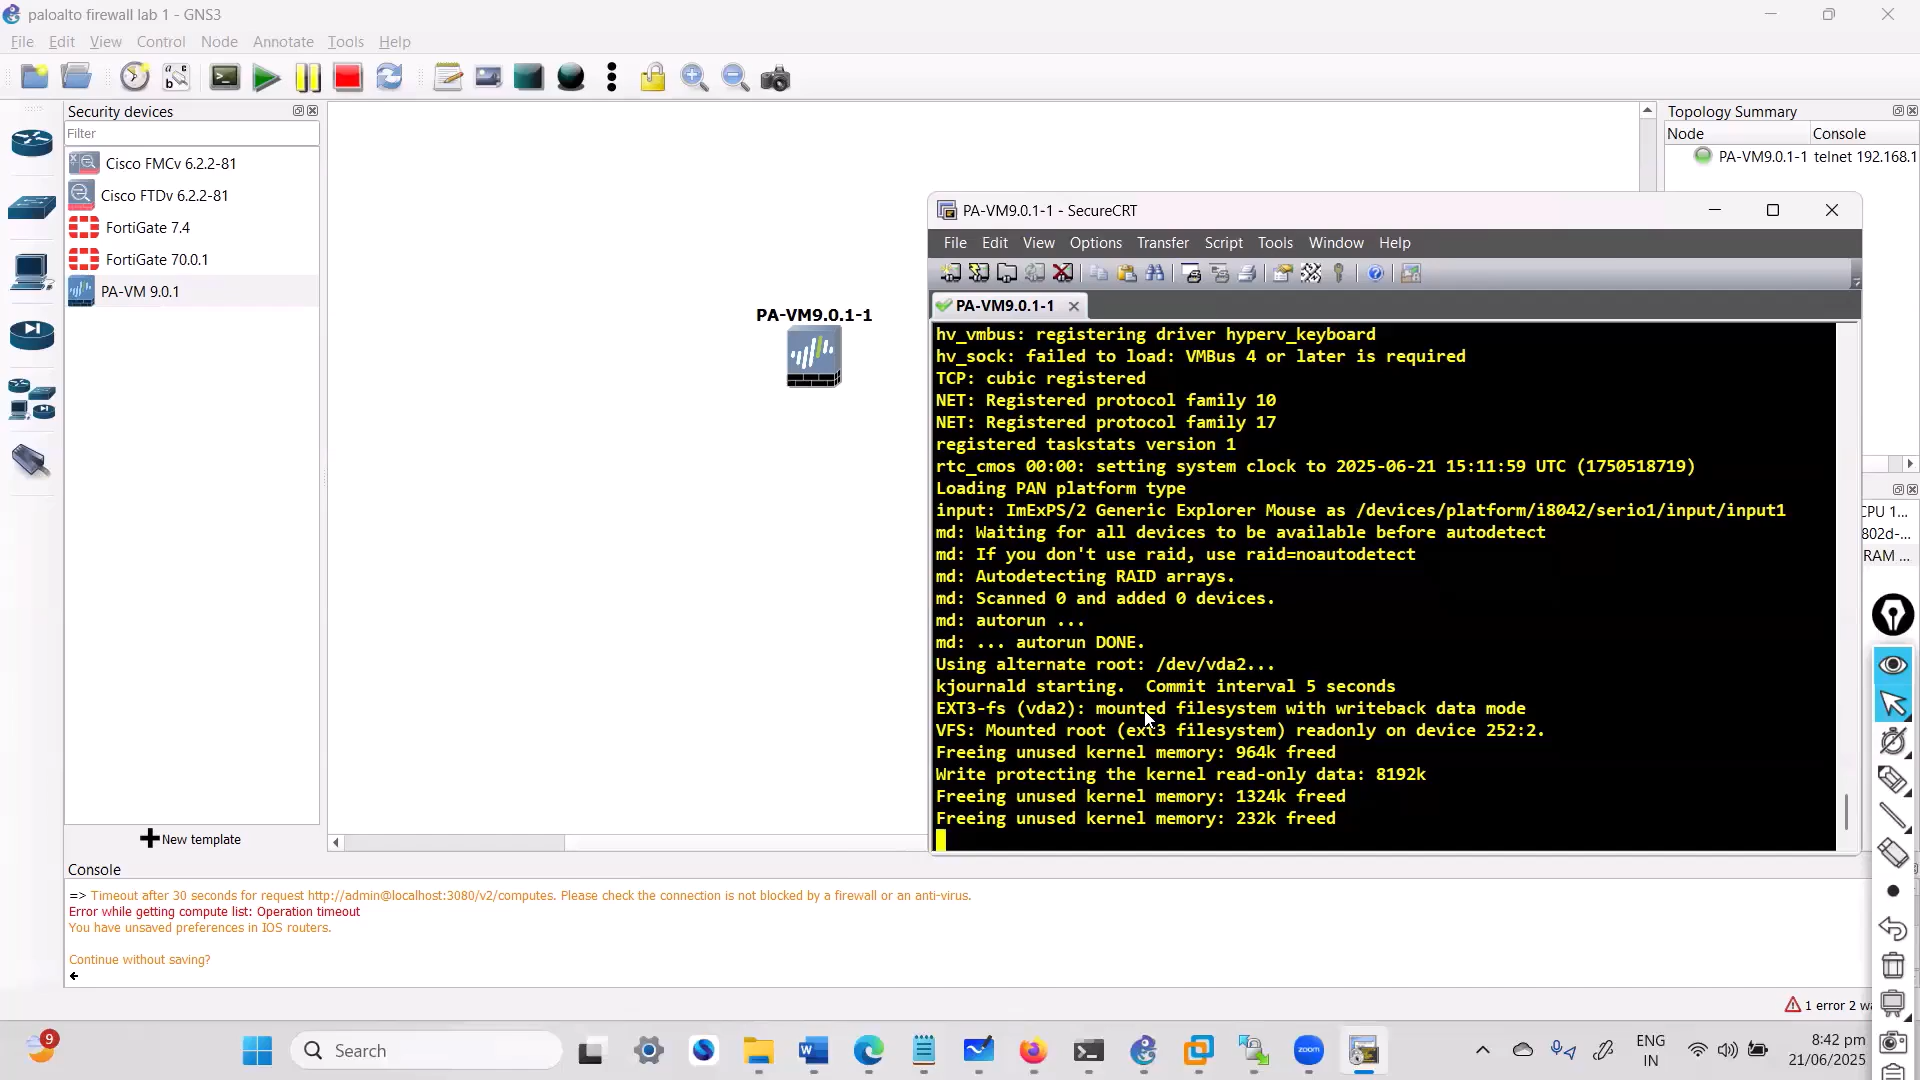 paloalto firewall lab 1 - GNS3
File Edit View Control Node Annotate Tools Help
Security devices
Filter
Cisco FMCv 6.2.2-81
Cisco FTDv 6.2.2-81
FortiGate 7.4
FortiGate 70.0.1
PA-VM 9.0.1
New template
PA-VM9.0.1-1
Topology Summary
Node Console
PA-VM9.0.1-1 telnet 192.168.1
CPU 1...
802d-...
RAM ...
PA-VM9.0.1-1 - SecureCRT
File Edit View Options Transfer Script Tools Window Help
PA-VM9.0.1-1
hv_vmbus: registering driver hyperv_keyboard
hv_sock: failed to load: VMBus 4 or later is required
TCP: cubic registered
NET: Registered protocol family 10
NET: Registered protocol family 17
registered taskstats version 1
rtc_cmos 00:00: setting system clock to 2025-06-21 15:11:59 UTC (1750518719)
Loading PAN platform type
input: ImExPS/2 Generic Explorer Mouse as /devices/platform/i8042/serio1/input/input1
md: Waiting for all devices to be available before autodetect
md: If you don't use raid, use raid=noautodetect
md: Autodetecting RAID arrays.
md: Scanned 0 and added 0 devices.
md: autorun ...
md: ... autorun DONE.
Using alternate root: /dev/vda2...
kjournald starting.  Commit interval 5 seconds
EXT3-fs (vda2): mounted filesystem with writeback data mode
VFS: Mounted root (ext3 filesystem) readonly on device 252:2.
Freeing unused kernel memory: 964k freed
Write protecting the kernel read-only data: 8192k
Freeing unused kernel memory: 1324k freed
Freeing unused kernel memory: 232k freed
Console
=> Timeout after 30 seconds for request http://admin@localhost:3080/v2/computes. Please check the connection is not blocked by a firewall or an anti-virus.
Error while getting compute list: Operation timeout
You have unsaved preferences in IOS routers.
Continue without saving?
1 error 2 wa
9
Search
zoom
ENG
IN
8:42 pm
21/06/2025